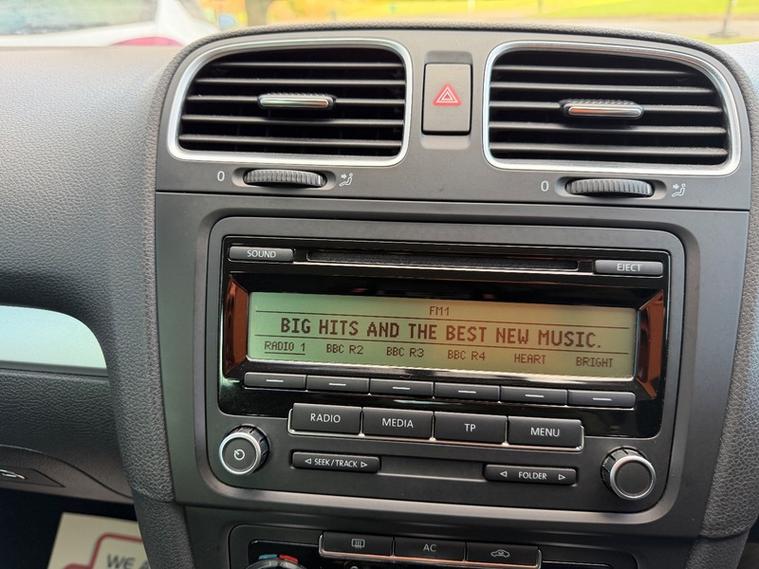 0
0
SOUND
EJECT
FM1
BIG HITS AND THE BEST NEW MUSIC.
RADIO 1 BBC R2 BBC R3 BBC R4 HEART BRIGHT
RADIO MEDIA TP MENU
SEEK/TRACK FOLDER
AC
WE